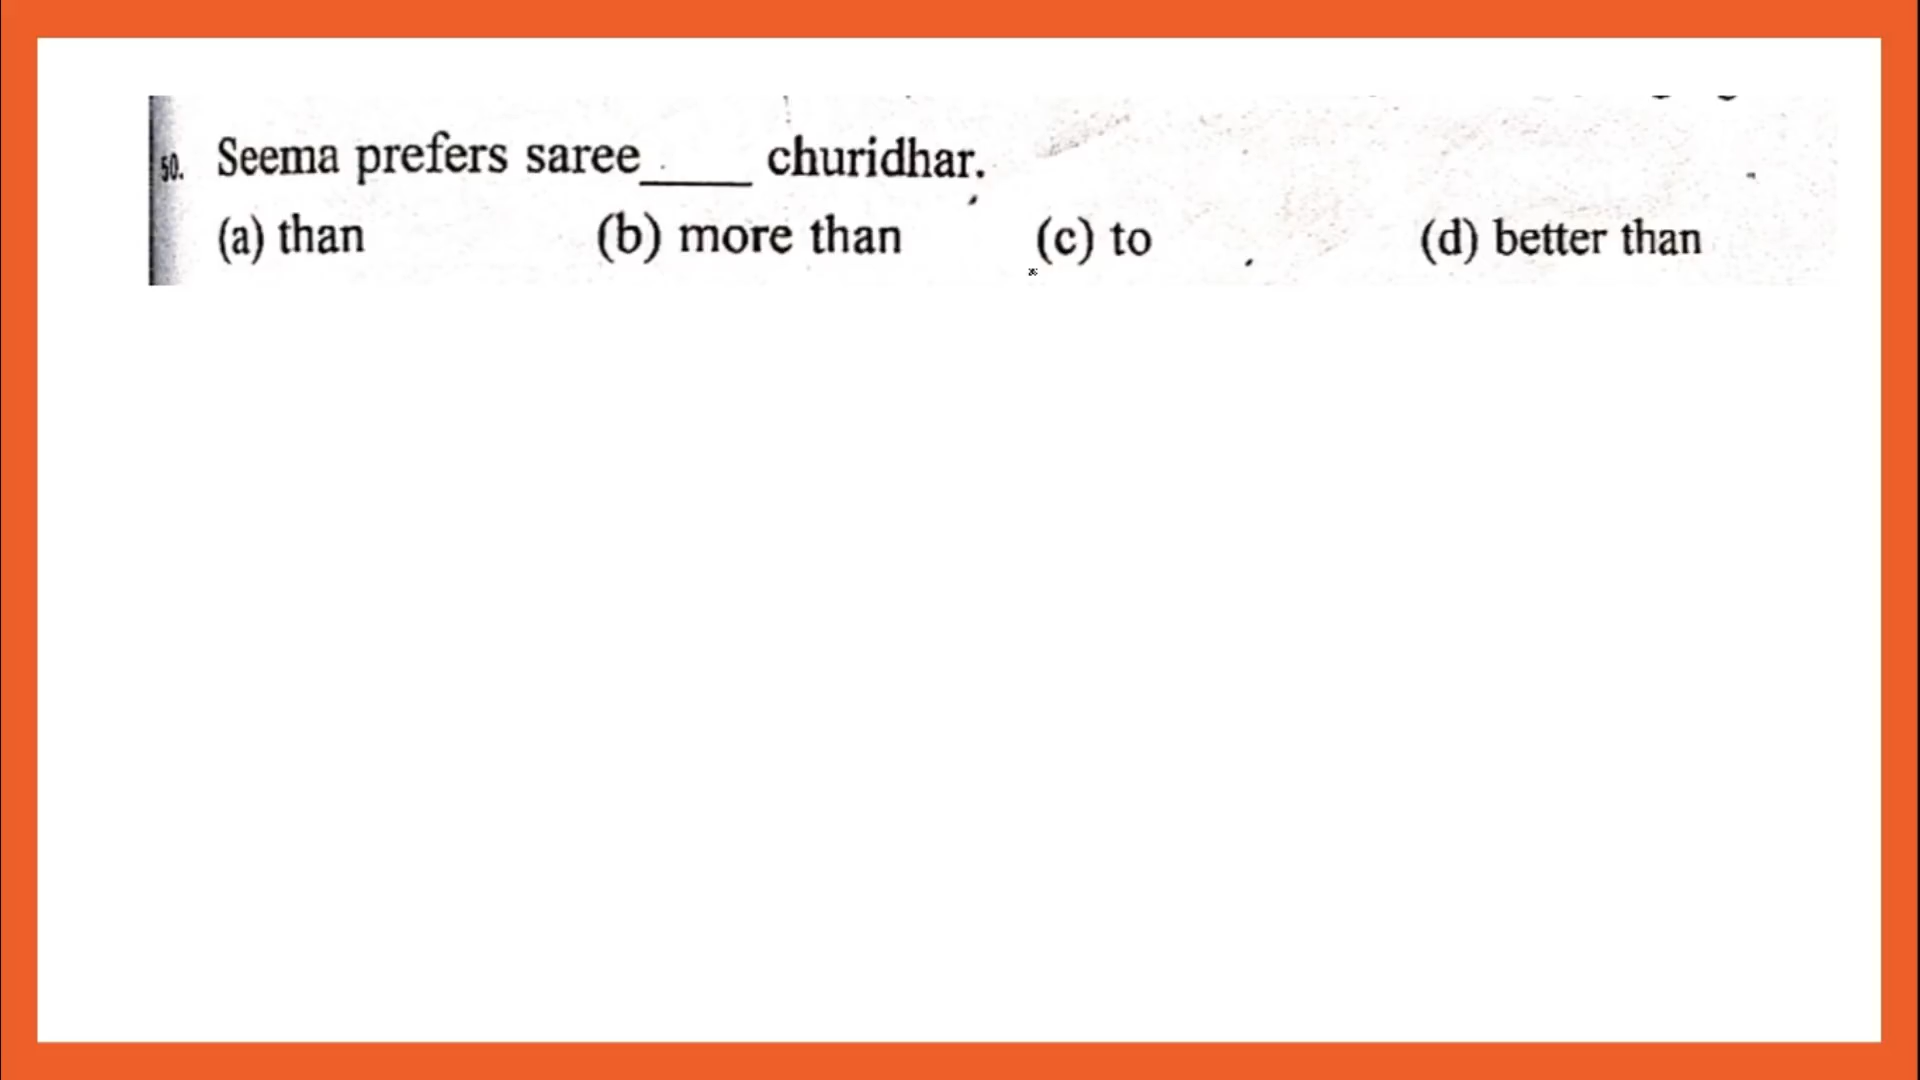 50. Seema prefers saree____ churidhar.
(a) than (b) more than (c) to (d) better than